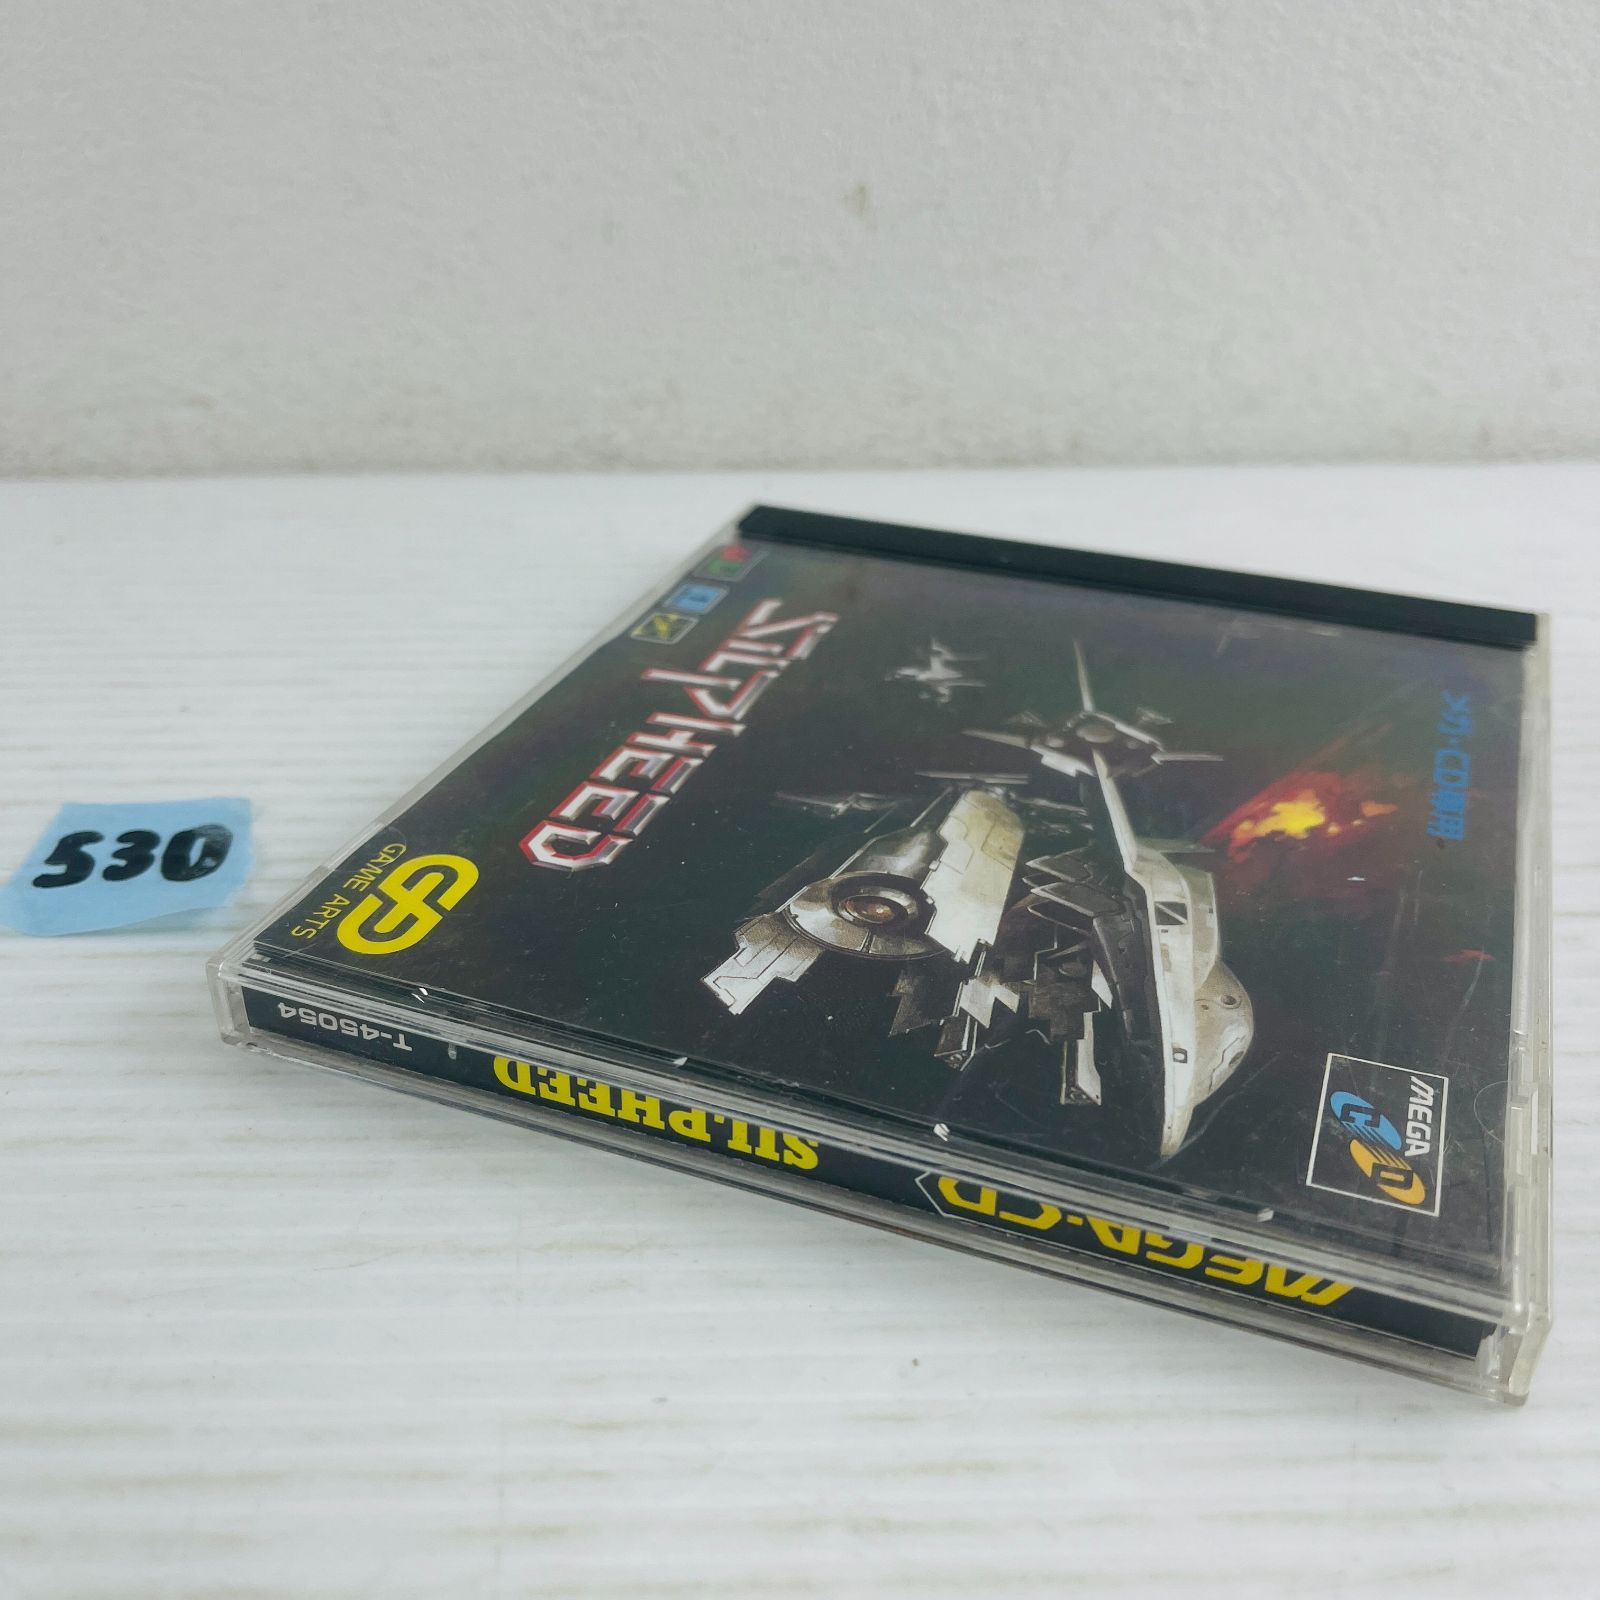 530
SILPHEED
GAME ARTS
メガ-CD専用
MEGA
CD
T-45054
SILPHEED
MEGA-CD